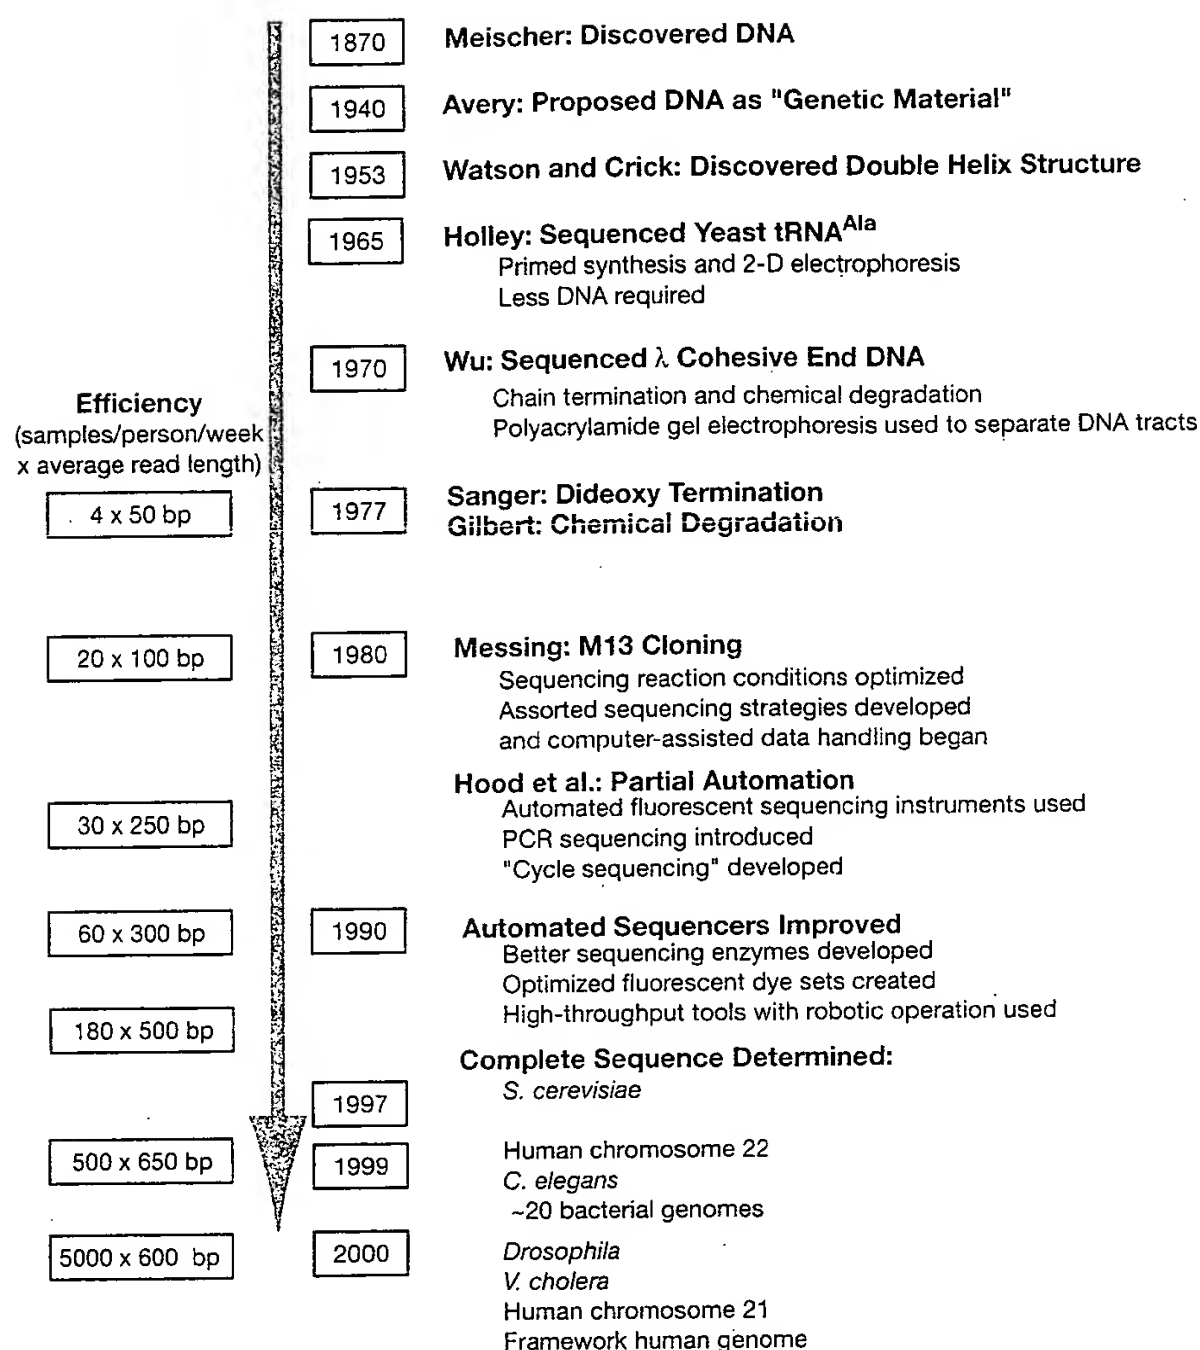 1870
Meischer: Discovered DNA
1940
Avery: Proposed DNA as "Genetic Material"
1953
Watson and Crick: Discovered Double Helix Structure
1965
Holley: Sequenced Yeast tRNAAla
Primed synthesis and 2-D electrophoresis
Less DNA required
1970
Wu: Sequenced λ Cohesive End DNA
Chain termination and chemical degradation
Polyacrylamide gel electrophoresis used to separate DNA tracts
Efficiency
(samples/person/week
x average read length)
4 x 50 bp
1977
Sanger: Dideoxy Termination
Gilbert: Chemical Degradation
20 x 100 bp
1980
Messing: M13 Cloning
Sequencing reaction conditions optimized
Assorted sequencing strategies developed
and computer-assisted data handling began
Hood et al.: Partial Automation
30 x 250 bp
Automated fluorescent sequencing instruments used
PCR sequencing introduced
"Cycle sequencing" developed
60 x 300 bp
1990
Automated Sequencers Improved
Better sequencing enzymes developed
Optimized fluorescent dye sets created
High-throughput tools with robotic operation used
180 x 500 bp
Complete Sequence Determined:
1997
S. cerevisiae
500 x 650 bp
1999
Human chromosome 22
C. elegans
~20 bacterial genomes
5000 x 600 bp
2000
Drosophila
V. cholera
Human chromosome 21
Framework human genome